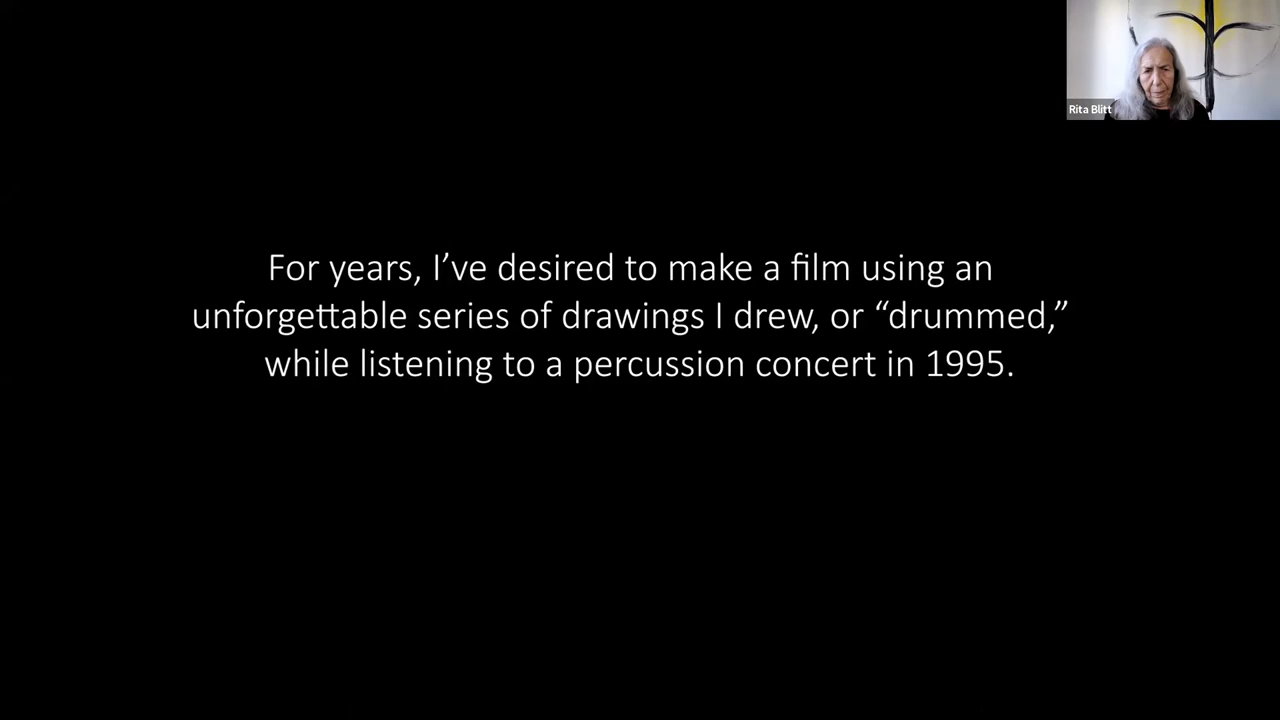 Rita Blitt
For years, I’ve desired to make a film using an
unforgettable series of drawings I drew, or “drummed,”
while listening to a percussion concert in 1995.